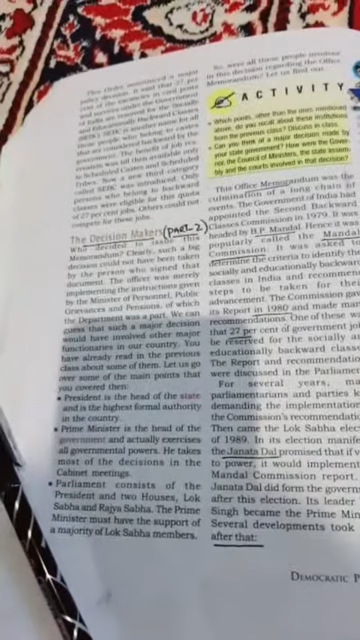 This Order announced a major
policy decision. It said that 27 per
cent of the vacancies in civil posts
and services under the Government
of India are reserved for the Socially
and Educationally Backward Classes
(SEBC). SEBC is another name for all
those people who belong to castes
that are considered backward by the
government. The benefit of job res-
ervation was till then available only
to Scheduled Castes and Scheduled
Tribes. Now a new third category
called SEBC was introduced. Only
persons who belong to backward
classes were eligible for this quota
of 27 per cent jobs. Others could not
compete for these jobs.
The Decision Makers (PART-2)
Who decided to issue this
Memorandum? Clearly, such a big
decision could not have been taken
by the person who signed that
document. The officer was merely
implementing the instructions given
by the Minister of Personnel, Public
Grievances and Pensions, of which
the Department was a part. We can
guess that such a major decision
would have involved other major
functionaries in our country. You
have already read in the previous
class about some of them. Let us go
over some of the main points that
you covered then:
• President is the head of the state
and is the highest formal authority
in the country.
• Prime Minister is the head of the
government and actually exercises
all governmental powers. He takes
most of the decisions in the
Cabinet meetings.
• Parliament consists of the
President and two Houses, Lok
Sabha and Rajya Sabha. The Prime
Minister must have the support of
a majority of Lok Sabha members.
So, were all these people involved
in this decision regarding the Office
Memorandum? Let us find out.
ACTIVITY
• Which points, other than the ones mentioned
above, do you recall about these institutions
from the previous class? Discuss in class.
• Can you think of a major decision made by
your state government? How were the Gover-
nor, the Council of Ministers, the state assem-
bly and the courts involved in that decision?
This Office Memorandum was the
culmination of a long chain of
events. The Government of India had
appointed the Second Backward
Classes Commission in 1979. It was
headed by B.P. Mandal. Hence it was
popularly called the Mandal
Commission. It was asked to
determine the criteria to identify the
socially and educationally backward
classes in India and recommen
steps to be taken for their
advancement. The Commission ga
its Report in 1980 and made mar
recommendations. One of these w
that 27 per cent of government jo
be reserved for the socially an
educationally backward classe
The Report and recommendation
were discussed in the Parliamen
For several years, ma
parliamentarians and parties k
demanding the implementation
the Commission's recommendation
Then came the Lok Sabha elec
of 1989. In its election manife
the Janata Dal promised that if v
to power, it would implement
Mandal Commission report.
Janata Dal did form the govern
after this election. Its leader
Singh became the Prime Min
Several developments took
after that:
DEMOCRATIC P